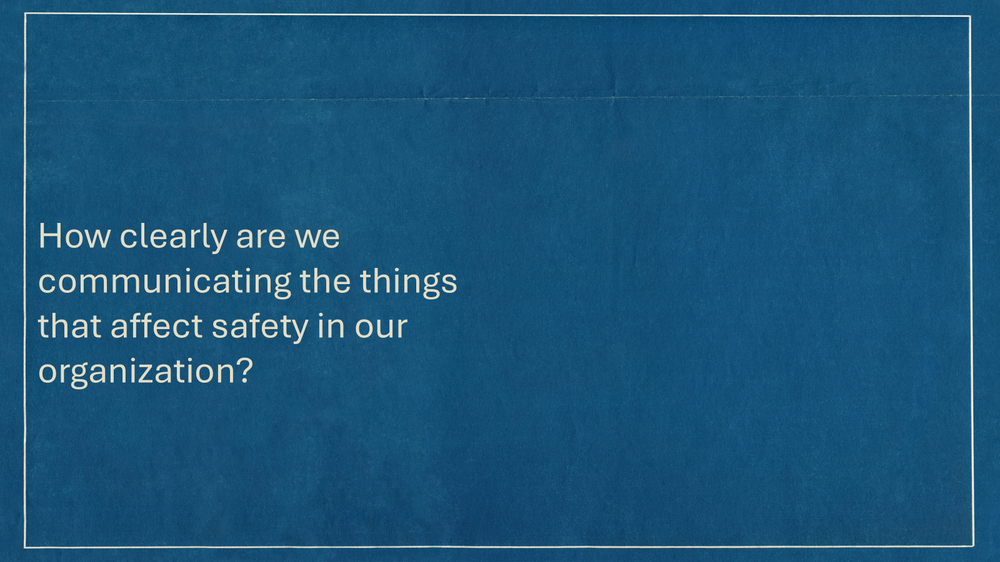 How clearly are we
communicating the things
that affect safety in our
organization?